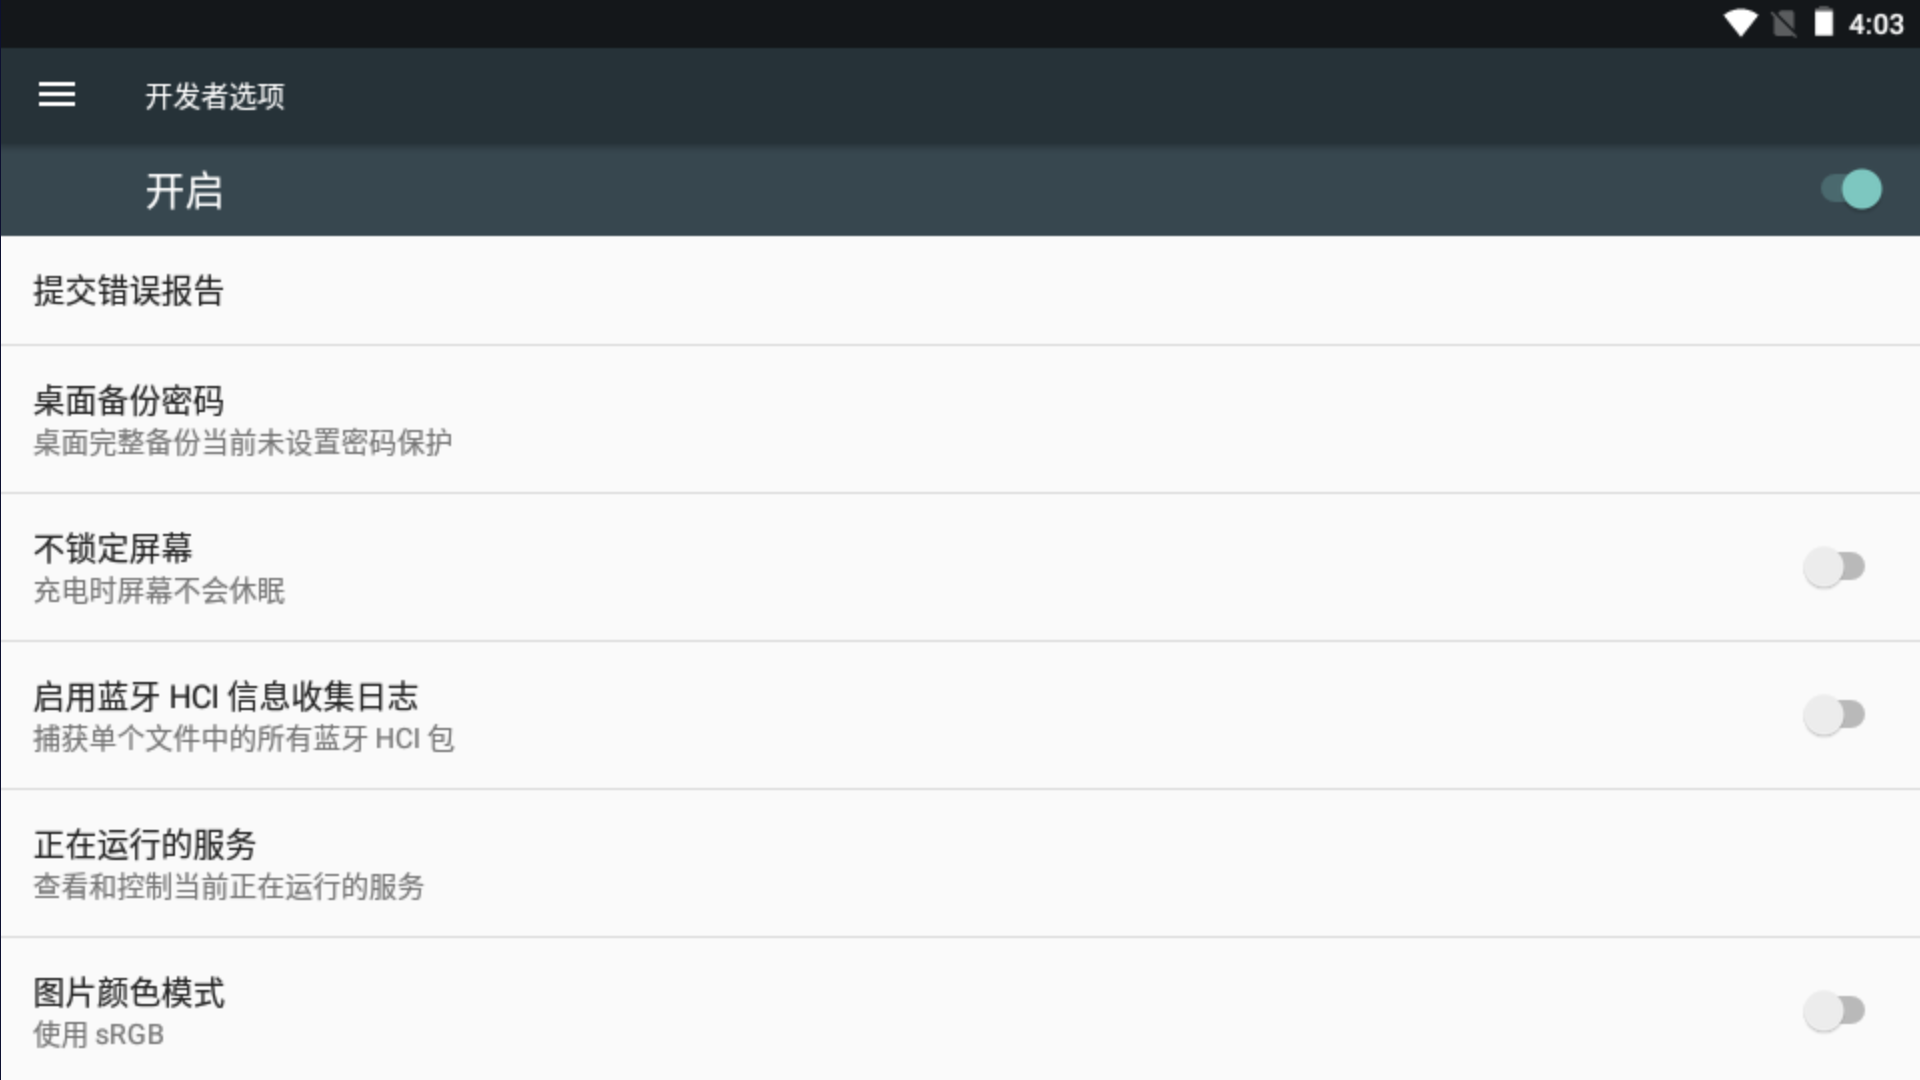 4:03
开发者选项
开启
提交错误报告
桌面备份密码
桌面完整备份当前未设置密码保护
不锁定屏幕
充电时屏幕不会休眠
启用蓝牙 HCI 信息收集日志
捕获单个文件中的所有蓝牙 HCI 包
正在运行的服务
查看和控制当前正在运行的服务
图片颜色模式
使用 sRGB